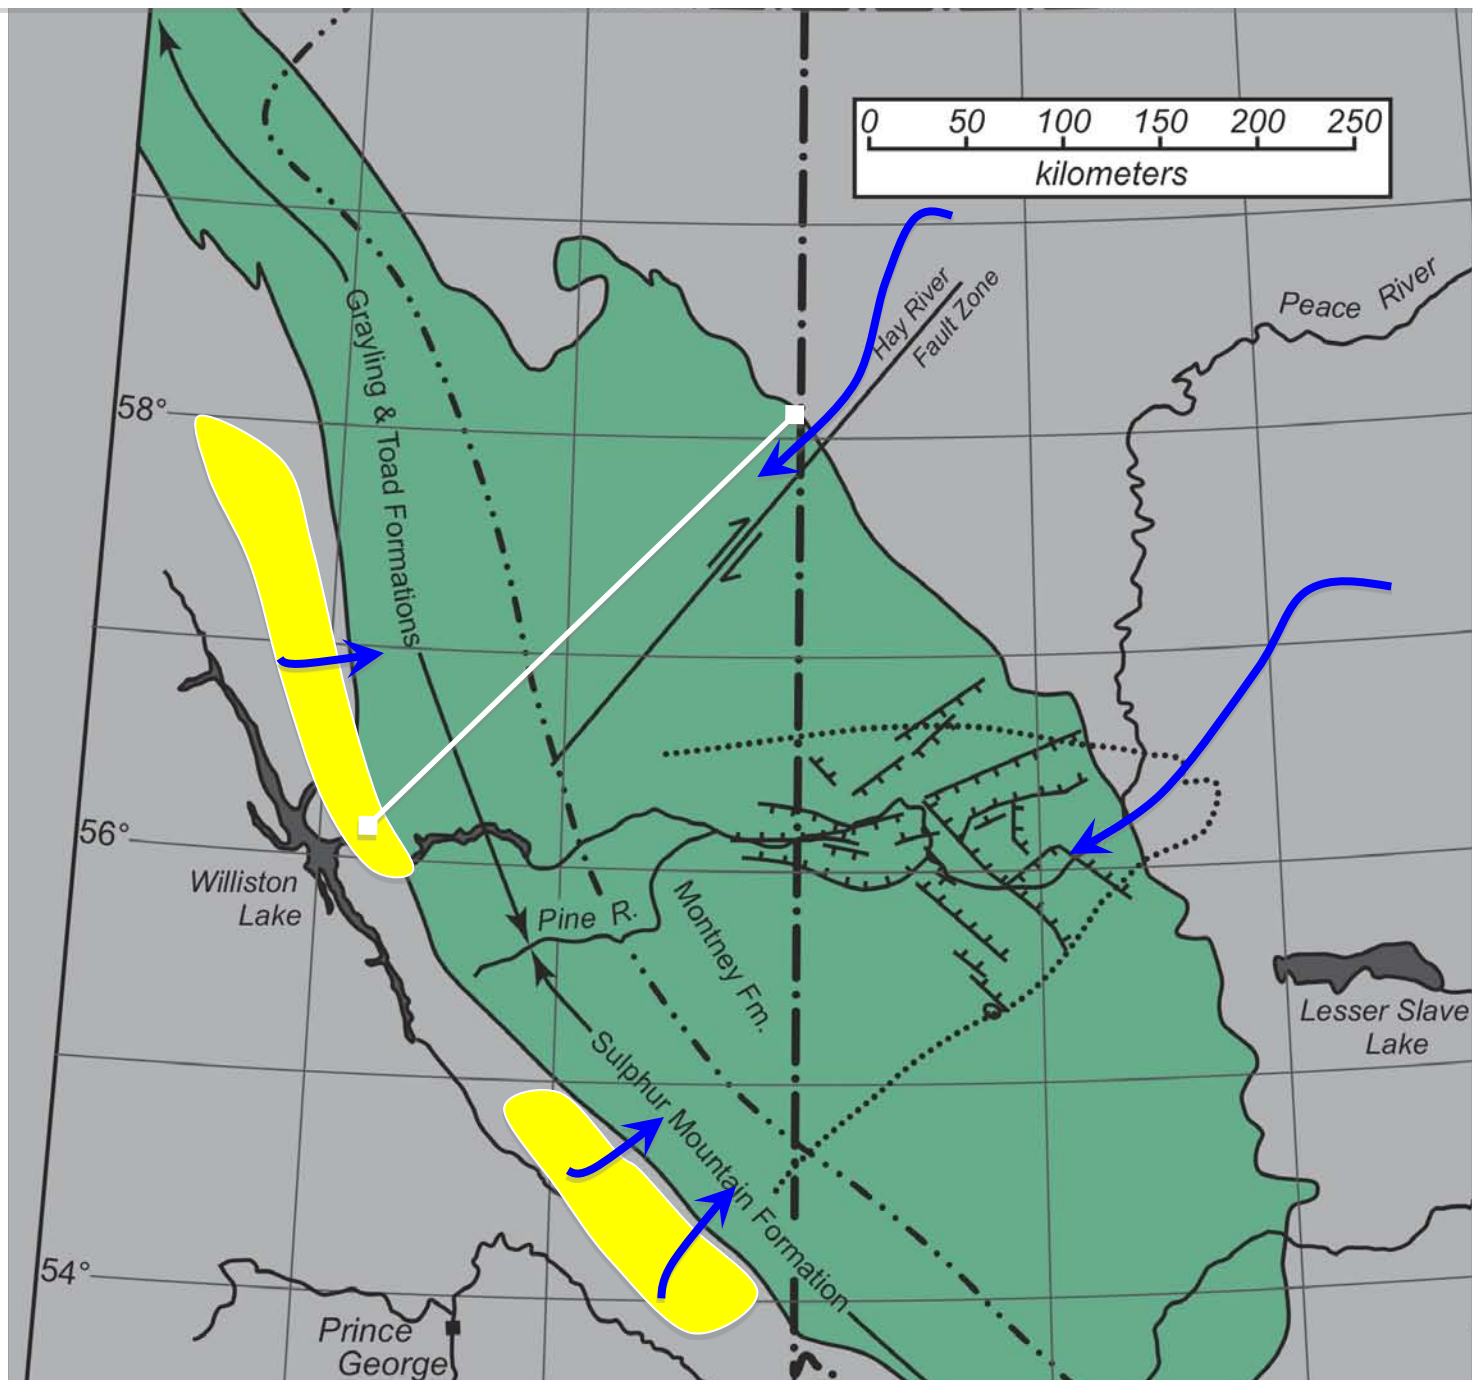 0 50 100 150 200 250
kilometers
Hay River
Fault Zone
Peace River
Grayling & Toad Formations
58°
56°
Williston
Lake
Pine R.
Montney Fm.
Lesser Slave
Lake
Sulphur Mountain Formation
54°
Prince
George